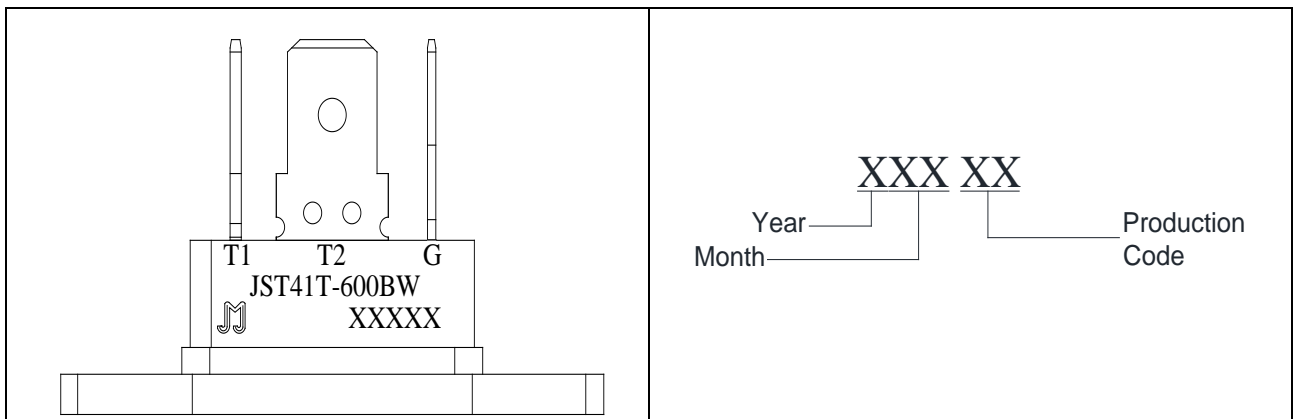 T1 T2 G
JST41T-600BW
XXXXX
XXX XX
Year
Month
Production
Code